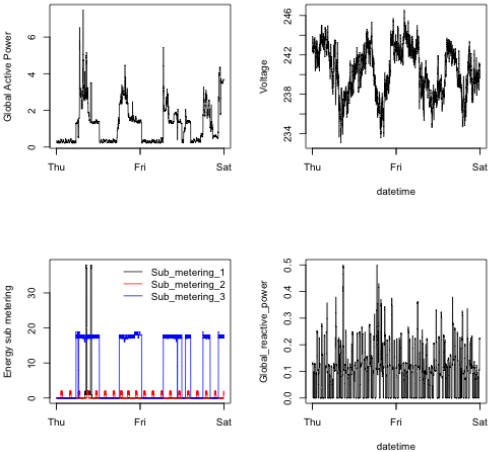 Global Active Power
0 2 4 6
Thu Fri Sat
Voltage
234 238 242 246
Thu Fri Sat
datetime
Energy sub metering
0 10 20 30
Sub_metering_1
Sub_metering_2
Sub_metering_3
Thu Fri Sat
Global_reactive_power
0.0 0.1 0.2 0.3 0.4 0.5
Thu Fri Sat
datetime